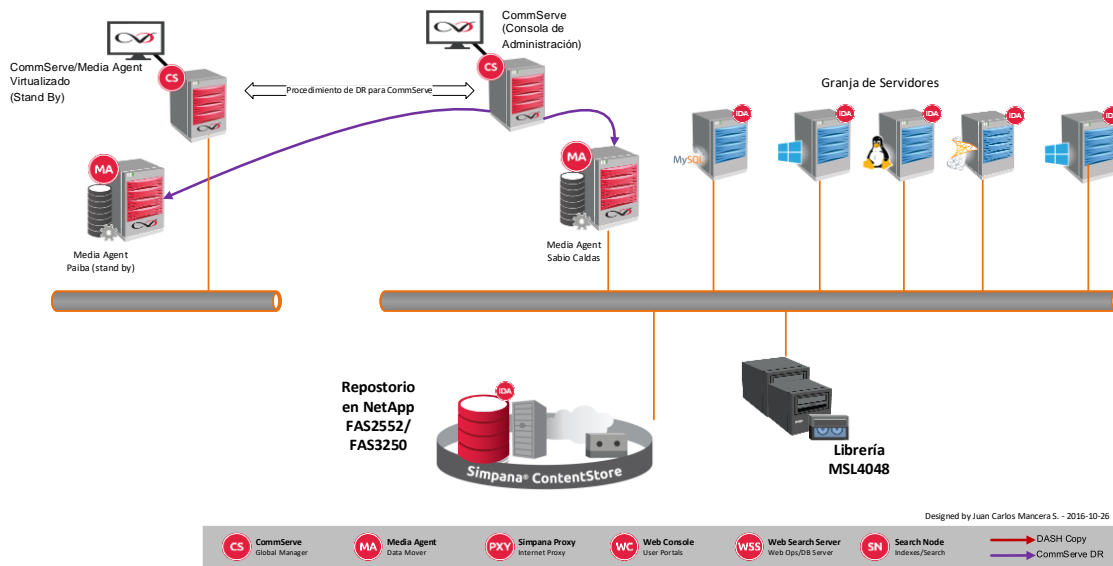 CommServe
(Consola de
Administración)
CommServe/Media Agent
Virtualizado
(Stand By)
CS
CS
Procedimiento de DR para CommServe
Granja de Servidores
IDA
IDA
IDA
IDA
IDA
MySQL
MA
MA
Media Agent
Paiba (stand by)
Media Agent
Sabio Caldas
Repostorio
en NetApp
FAS2552/
FAS3250
IDA
Simpana® ContentStore
Librería
MSL4048
Designed by Juan Carlos Mancera S. - 2016-10-26
CS
CommServe
Global Manager
MA
Media Agent
Data Mover
PXY
Simpana Proxy
Internet Proxy
WC
Web Console
User Portals
WSS
Web Search Server
Web Ops/DB Server
SN
Search Node
Indexes/Search
DASH Copy
CommServe DR